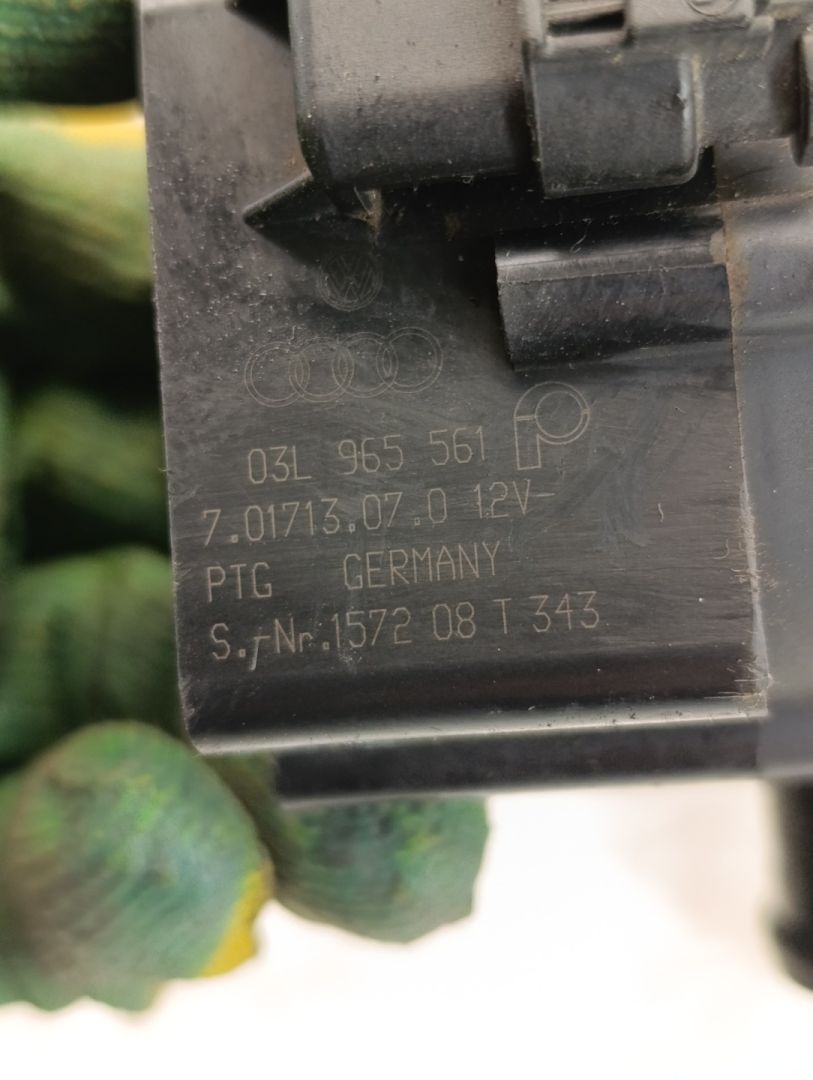 03L 965 561
7.01713.07.0 12V-
PTG GERMANY
S.-Nr.1572 08 T 343